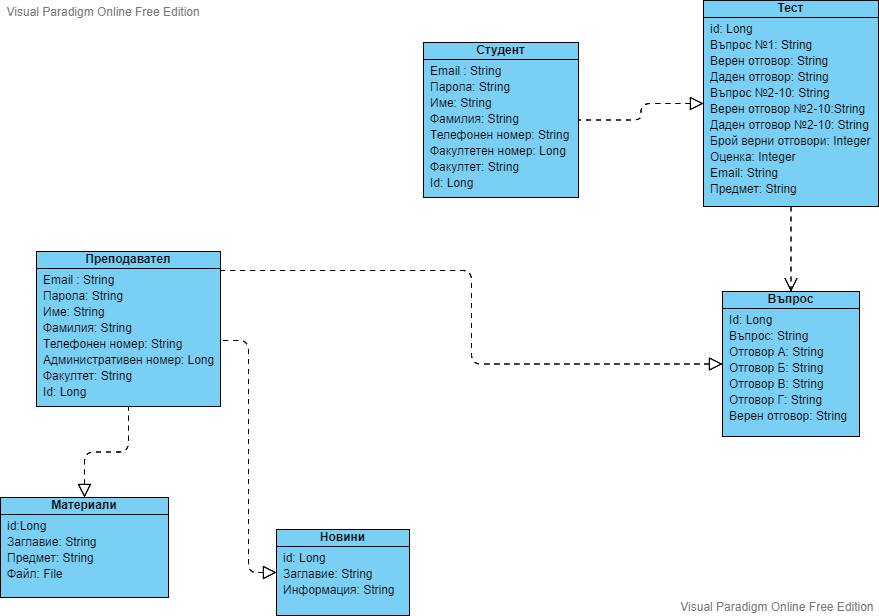 Visual Paradigm Online Free Edition
Студент
Email : String
Парола: String
Име: String
Фамилия: String
Телефонен номер: String
Факултетен номер: Long
Факултет: String
Id: Long
Тест
id: Long
Въпрос №1: String
Верен отговор: String
Даден отговор: String
Въпрос №2-10: String
Верен отговор №2-10:String
Даден отговор №2-10: String
Брой верни отговори: Integer
Оценка: Integer
Email: String
Предмет: String
Преподавател
Email : String
Парола: String
Име: String
Фамилия: String
Телефонен номер: String
Административен номер: Long
Факултет: String
Id: Long
Въпрос
Id: Long
Въпрос: String
Отговор А: String
Отговор Б: String
Отговор В: String
Отговор Г: String
Верен отговор: String
Материали
id:Long
Заглавие: String
Предмет: String
Файл: File
Новини
id: Long
Заглавие: String
Информация: String
Visual Paradigm Online Free Edition